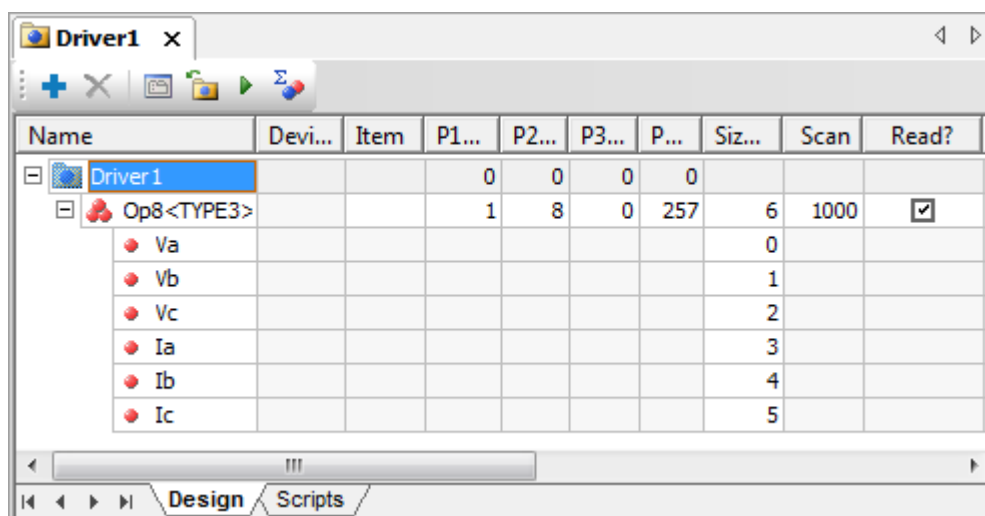 Driver1 X
Σ
Name Devi... Item P1... P2... P3... P... Siz... Scan Read?
Driver1 0 0 0 0
Op8<TYPE3> 1 8 0 257 6 1000
Va 0
Vb 1
Vc 2
Ia 3
Ib 4
Ic 5
Design Scripts